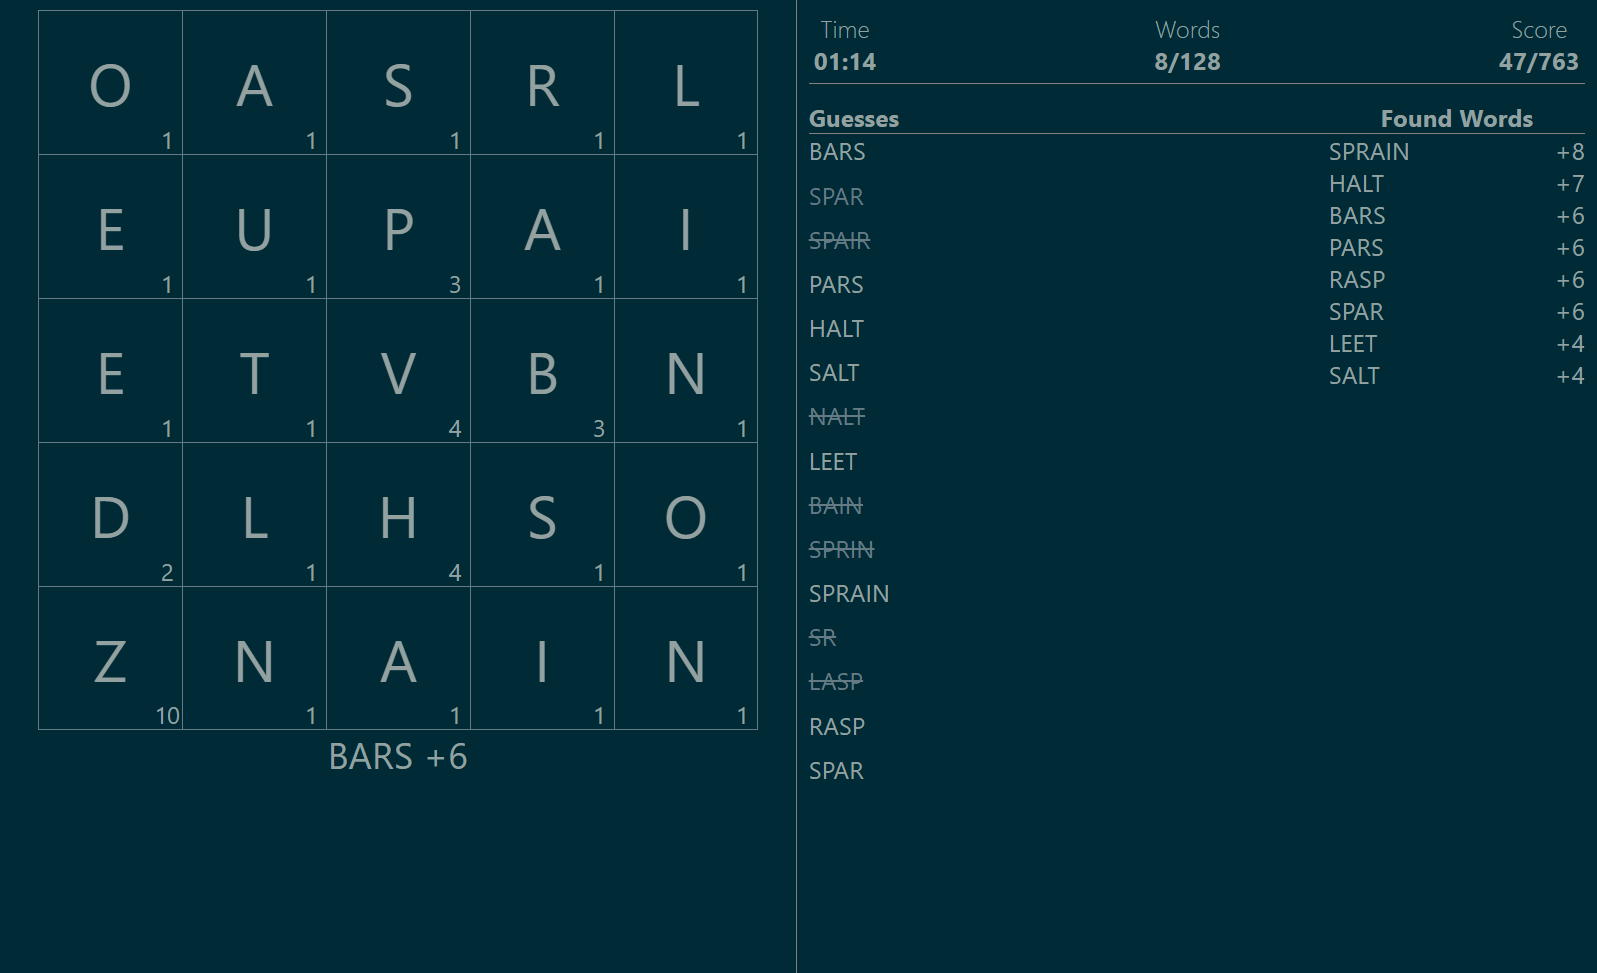 O A S R L
1 1 1 1 1
E U P A I
1 1 3 1 1
E T V B N
1 1 4 3 1
D L H S O
2 1 4 1 1
Z N A I N
10 1 1 1 1
BARS +6
Time Words Score
01:14 8/128 47/763
Guesses
BARS
SPAR
SPAIR
PARS
HALT
SALT
NALT
LEET
BAIN
SPRIN
SPRAIN
SR
LASP
RASP
SPAR
Found Words
SPRAIN +8
HALT +7
BARS +6
PARS +6
RASP +6
SPAR +6
LEET +4
SALT +4